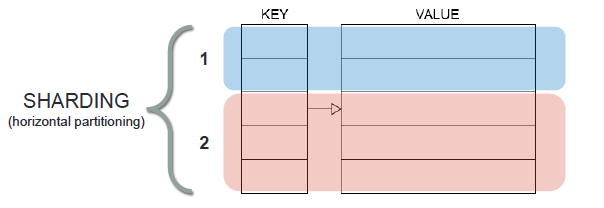 KEY
VALUE
1
SHARDING
(horizontal partitioning)
2